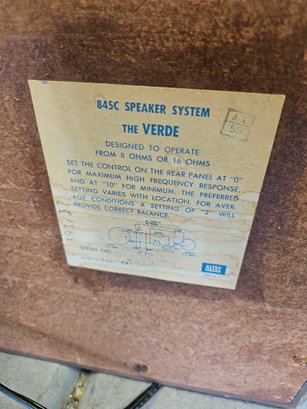 845C SPEAKER SYSTEM
THE VERDE
DESIGNED TO OPERATE
FROM 8 OHMS OR 16 OHMS
SET THE CONTROL ON THE REAR PANEL AT "0"
FOR MAXIMUM HIGH FREQUENCY RESPONSE,
AND AT "10" FOR MINIMUM. THE PREFERRED
SETTING VARIES WITH LOCATION. FOR AVER-
AGE CONDITIONS A SETTING OF "2" WILL
PROVIDE CORRECT BALANCE.
SERIAL NO.
ALTEC